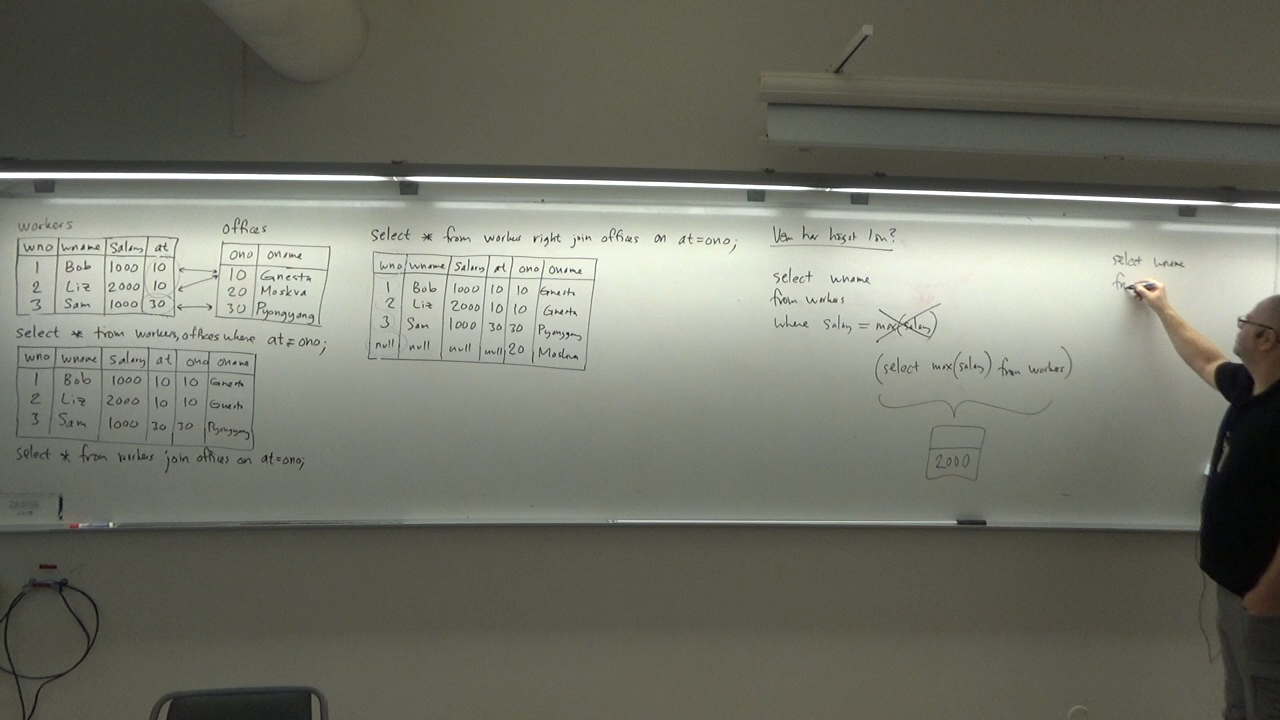 workers
wno wname Salary at
1 Bob 1000 10
2 Liz 2000 10
3 Sam 1000 30
offices
ono oname
10 Gnesta
20 Moskva
30 Pyongyang
Select * from workers, offices where at=ono;
wno wname Salary at ono oname
1 Bob 1000 10 10 Gnesta
2 Liz 2000 10 10 Gnesta
3 Sam 1000 30 30 Pyongyang
Select * from workers join offices on at=ono;
Select * from workers right join offices on at=ono;
wno wname Salary at ono oname
1 Bob 1000 10 10 Gnesta
2 Liz 2000 10 10 Gnesta
3 Sam 1000 30 30 Pyongyang
null null null null 20 Moskva
Vem har högst lön?
select wname
from workers
where salary = max(salary)
(select max(salary) from workers)
2000
select wname
fr